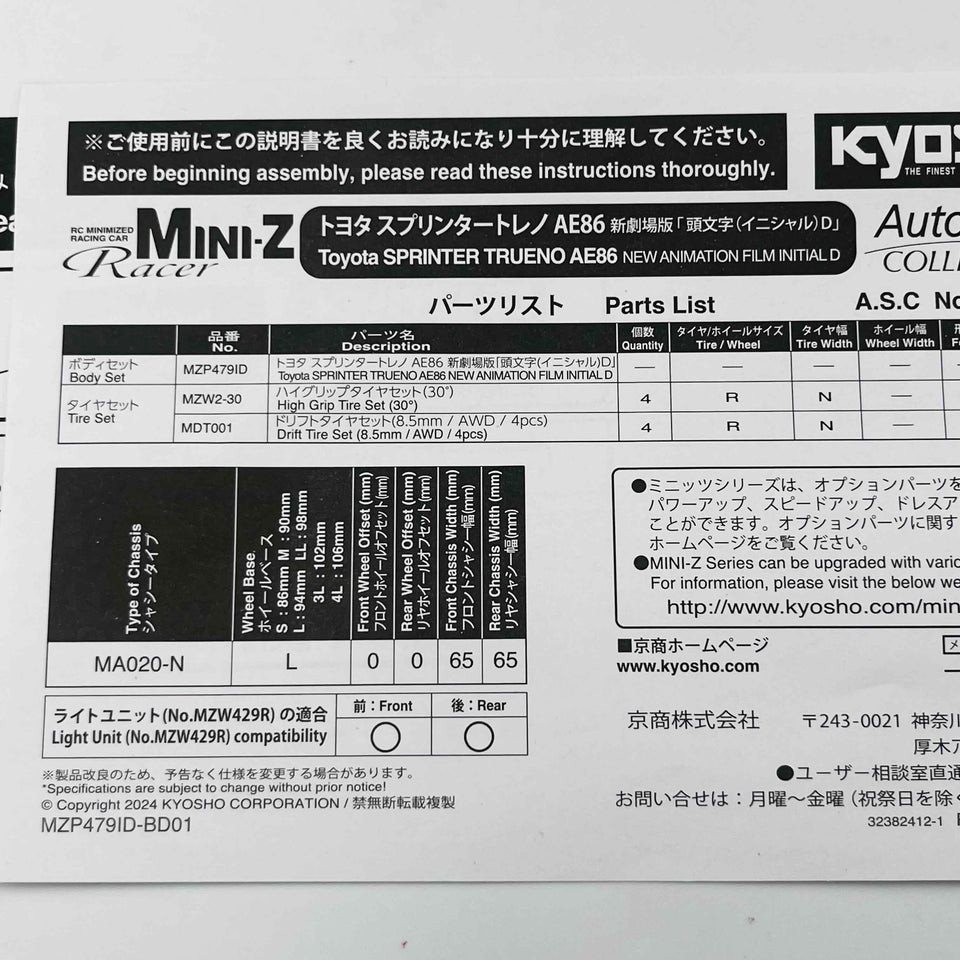 ※ご使用前にこの説明書を良くお読みになり十分に理解してください。
Before beginning assembly, please read these instructions thoroughly.
KYOS
THE FINEST
RC MINIMIZED
RACING CAR
MINI-Z
Racer
トヨタ スプリンタートレノ AE86 新劇場版「頭文字(イニシャル)D」
Toyota SPRINTER TRUENO AE86 NEW ANIMATION FILM INITIAL D
Auto
COLLE
パーツリスト Parts List
A.S.C No
品番 パーツ名 個数 タイヤ/ホイールサイズ タイヤ幅 ホイール幅
No. Description Quantity Tire / Wheel Tire Width Wheel Width
ボディセット
Body Set
MZP479ID
トヨタ スプリンタートレノ AE86 新劇場版「頭文字(イニシャル)D」
Toyota SPRINTER TRUENO AE86 NEW ANIMATION FILM INITIAL D
— — — —
タイヤセット
Tire Set
MZW2-30
ハイグリップタイヤセット(30°)
High Grip Tire Set (30°)
4 R N —
MDT001
ドリフトタイヤセット(8.5mm / AWD / 4pcs)
Drift Tire Set (8.5mm / AWD / 4pcs)
4 R N —
Type of Chassis
シャシータイプ
Wheel Base
ホイールベース
S : 86mm M : 90mm
L : 94mm LL : 98mm
3L : 102mm
4L : 106mm
Front Wheel Offset (mm)
フロントホイールオフセット(mm)
Rear Wheel Offset (mm)
リヤホイールオフセット(mm)
Front Chassis Width (mm)
フロントシャシー幅(mm)
Rear Chassis Width (mm)
リヤシャシー幅(mm)
MA020-N L 0 0 65 65
ライトユニット(No.MZW429R) の適合
Light Unit (No.MZW429R) compatibility
前 : Front 後 : Rear
○ ○
※製品改良のため、予告なく仕様を変更する場合があります。
*Specifications are subject to change without prior notice!
© Copyright 2024 KYOSHO CORPORATION / 禁無断転載複製
MZP479ID-BD01
●ミニッツシリーズは、オプションパーツを
パワーアップ、スピードアップ、ドレスア
ことができます。オプションパーツに関す
ホームページをご覧ください。
●MINI-Z Series can be upgraded with vario
For information, please visit the below we
http://www.kyosho.com/min
■京商ホームページ
www.kyosho.com
メ
京商株式会社 〒243-0021 神奈川
厚木ア
●ユーザー相談室直通
お問い合せは：月曜〜金曜（祝祭日を除く
32382412-1